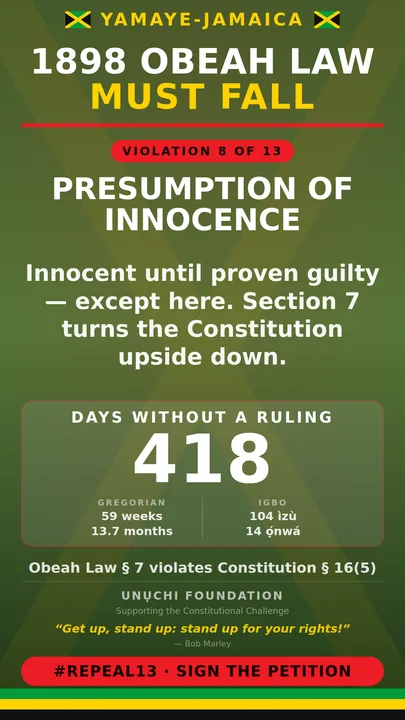 YAMAYE-JAMAICA
1898 OBEAH LAW
MUST FALL
VIOLATION 8 OF 13
PRESUMPTION OF
INNOCENCE
Innocent until proven guilty
— except here. Section 7
turns the Constitution
upside down.
DAYS WITHOUT A RULING
418
GREGORIAN
59 weeks
13.7 months
IGBO
104 ìzù
14 ọ́nwá
Obeah Law § 7 violates Constitution § 16(5)
UNỤCHI FOUNDATION
Supporting the Constitutional Challenge
“Get up, stand up: stand up for your rights!”
— Bob Marley
#REPEAL13 · SIGN THE PETITION